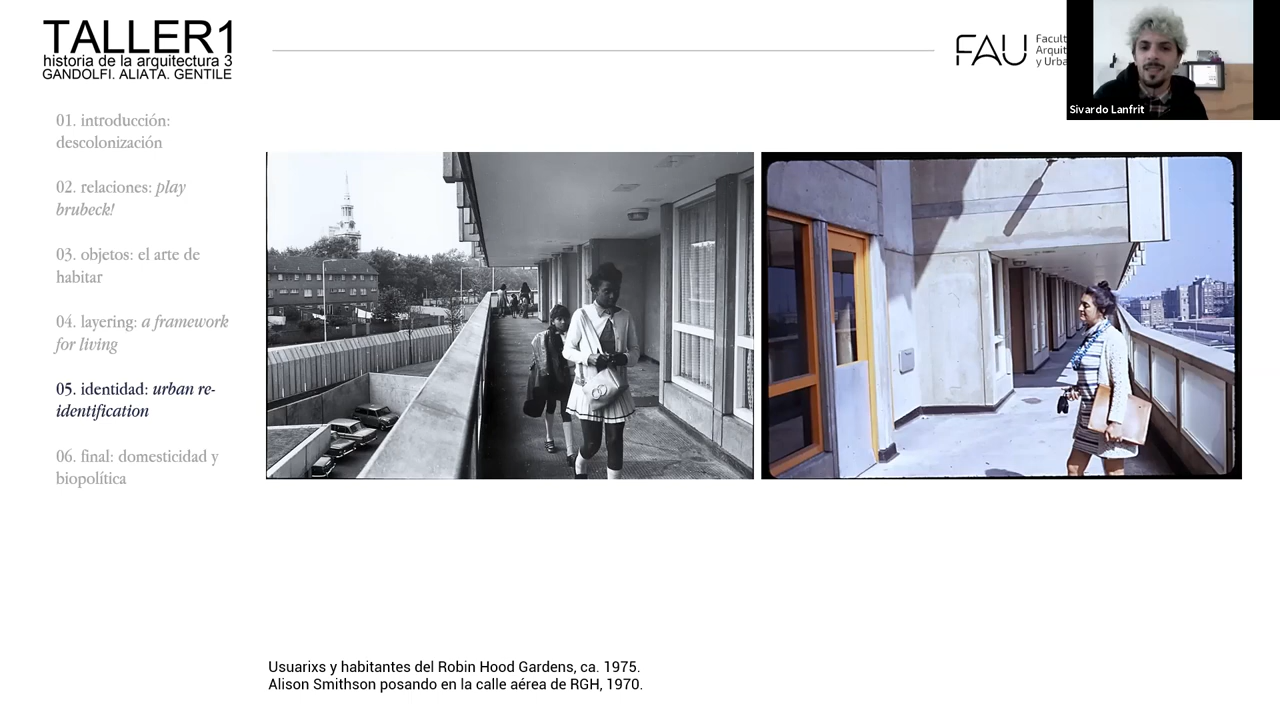 TALLER1
historia de la arquitectura 3
GANDOLFI. ALIATA. GENTILE
FAU
Facult
Arquit
y Urba
Sivardo Lanfrit
01. introducción:
descolonización
02. relaciones: play
brubeck!
03. objetos: el arte de
habitar
04. layering: a framework
for living
05. identidad: urban re-
identification
06. final: domesticidad y
biopolítica
Usuarixs y habitantes del Robin Hood Gardens, ca. 1975.
Alison Smithson posando en la calle aérea de RGH, 1970.